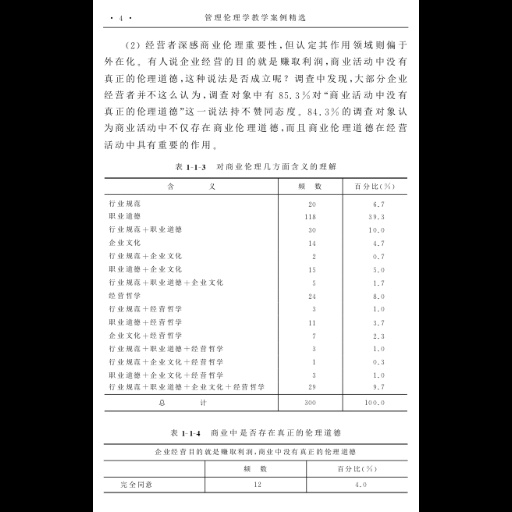 · 4 · 管理伦理学教学案例精选
(2) 经营者深感商业伦理重要性,但认定其作用领域则偏于
外在化。有人说企业经营的目的就是赚取利润,商业活动中没有
真正的伦理道德,这种说法是否成立呢?调查中发现,大部分企业
经营者并不这么认为,调查对象中有 85.3%对“商业活动中没有
真正的伦理道德”这一说法持不赞同态度。84.3%的调查对象认
为商业活动中不仅存在商业伦理道德,而且商业伦理道德在经营
活动中具有重要的作用。
表 1-1-3 对商业伦理几方面含义的理解
含 义 频 数 百分比(%)
行业规范 20 6.7
职业道德 118 39.3
行业规范+职业道德 30 10.0
企业文化 14 4.7
行业规范+企业文化 2 0.7
职业道德+企业文化 15 5.0
行业规范+职业道德+企业文化 5 1.7
经营哲学 24 8.0
行业规范+经营哲学 3 1.0
职业道德+经营哲学 11 3.7
企业文化+经营哲学 7 2.3
行业规范+职业道德+经营哲学 3 1.0
行业规范+企业文化+经营哲学 1 0.3
职业道德+企业文化+经营哲学 3 1.0
行业规范+职业道德+企业文化+经营哲学 29 9.7
总 计 300 100.0
表 1-1-4 商业中是否存在真正的伦理道德
企业经营目的就是赚取利润,商业中没有真正的伦理道德
频 数 百分比(%)
完全同意 12 4.0